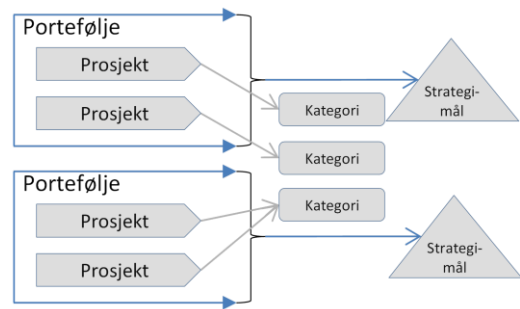 Portefølje
Prosjekt
Prosjekt
Kategori
Strategi-
mål
Kategori
Portefølje
Prosjekt
Prosjekt
Kategori
Strategi-
mål